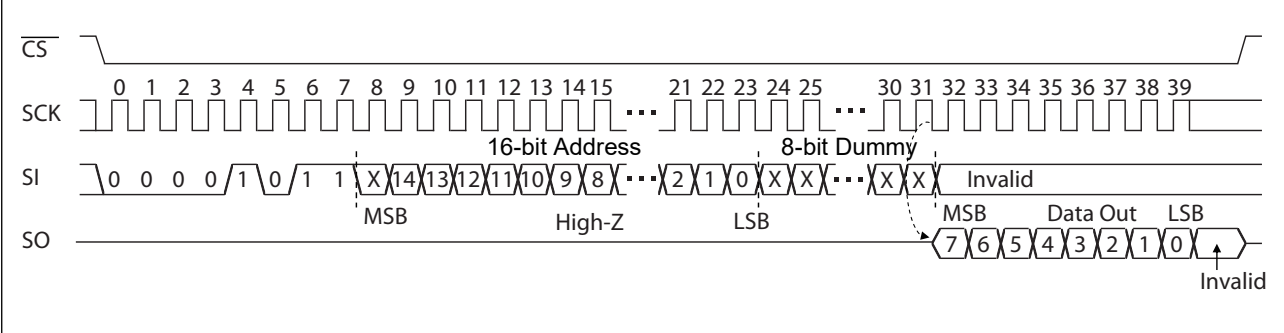 CS
0 1 2 3 4 5 6 7 8 9 10 11 12 13 14 15 21 22 23 24 25 30 31 32 33 34 35 36 37 38 39
SCK
16-bit Address 8-bit Dummy
SI 0 0 0 0 1 0 1 1 X 14 13 12 11 10 9 8 2 1 0 X X X X Invalid
MSB High-Z LSB MSB Data Out LSB
SO 7 6 5 4 3 2 1 0
Invalid